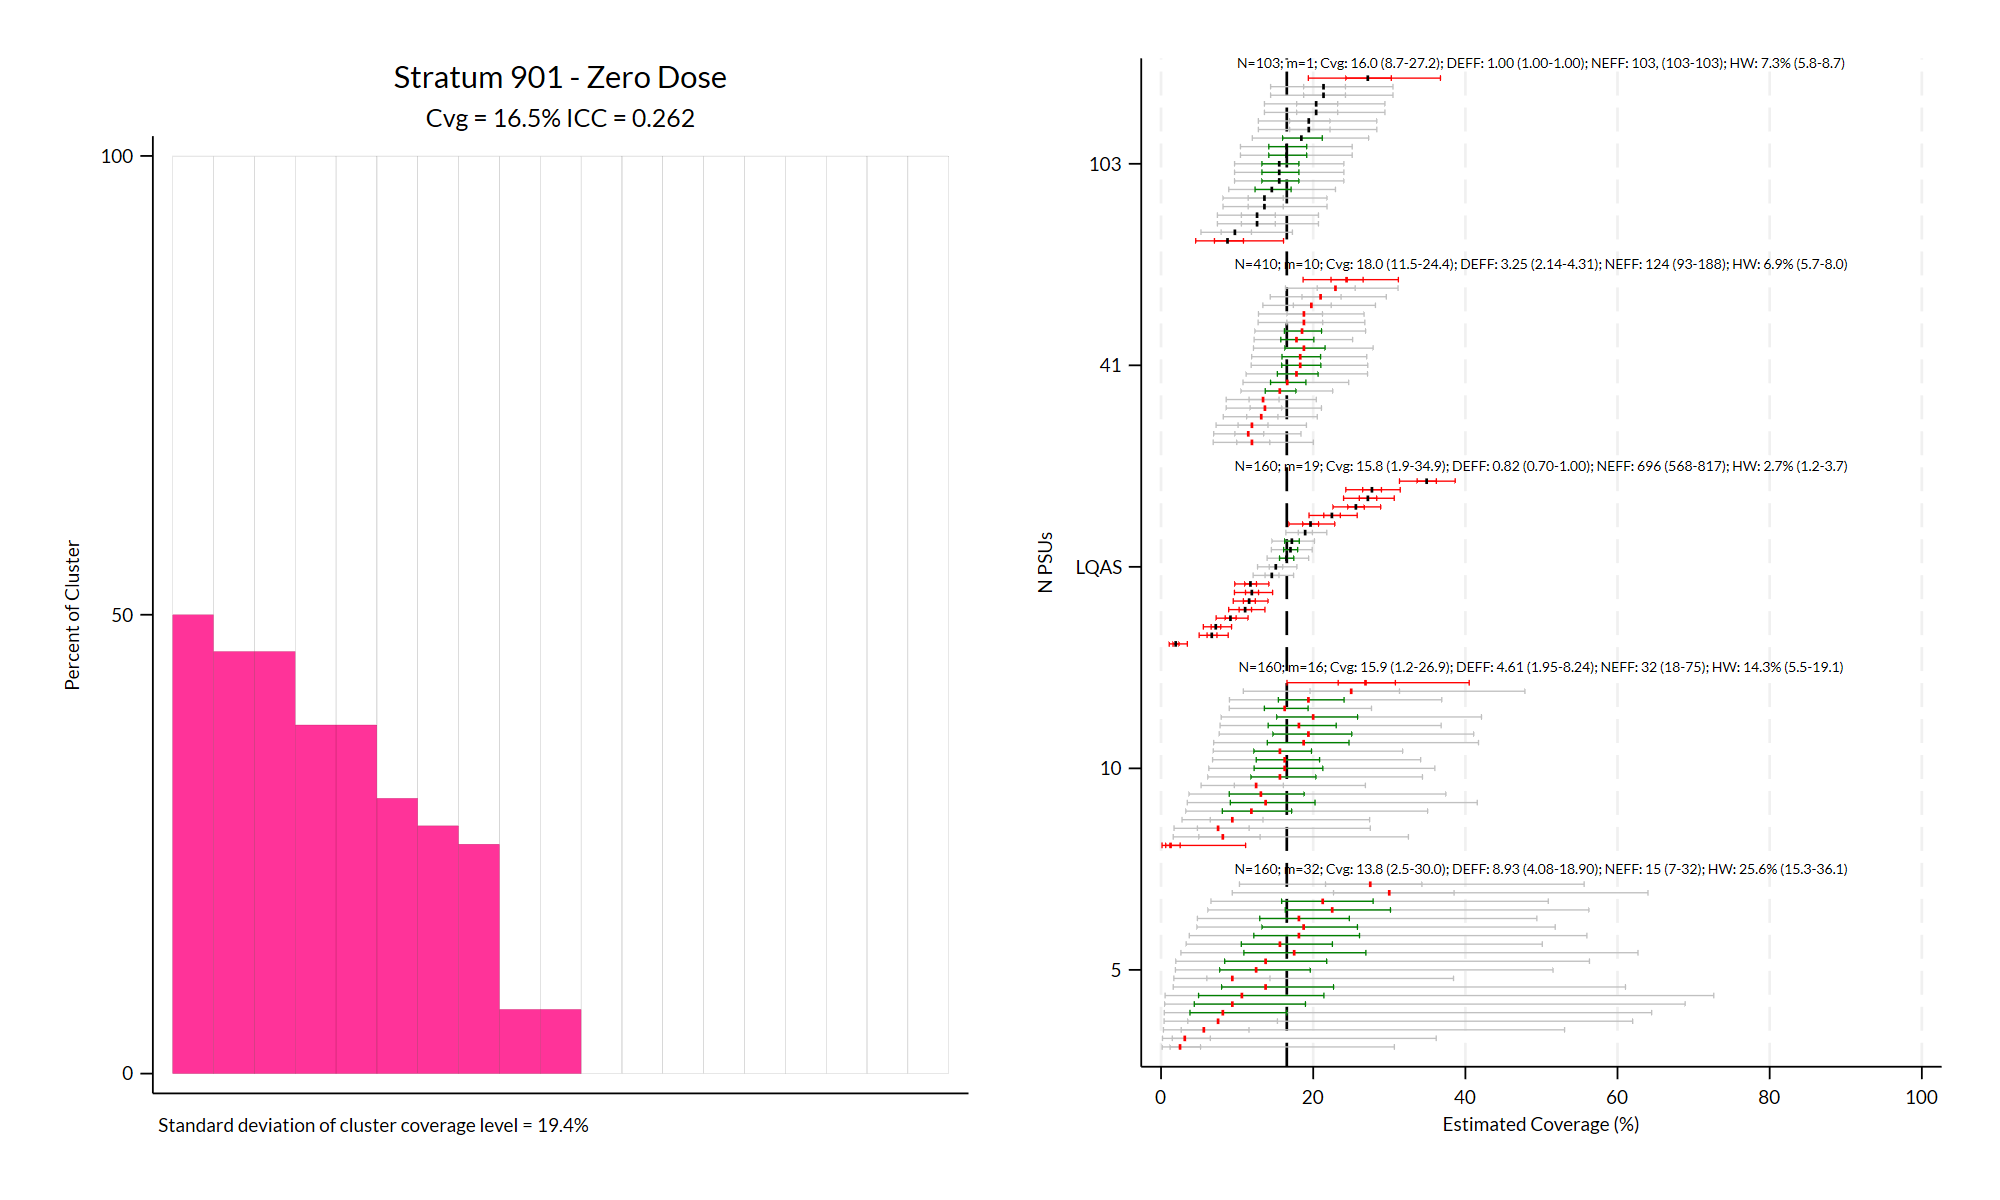 Stratum 901 - Zero Dose
Cvg = 16.5% ICC = 0.262
100
50
0
Percent of Cluster
Standard deviation of cluster coverage level = 19.4%
N=103; m=1; Cvg: 16.0 (8.7-27.2); DEFF: 1.00 (1.00-1.00); NEFF: 103, (103-103); HW: 7.3% (5.8-8.7)
103
N=410; m=10; Cvg: 18.0 (11.5-24.4); DEFF: 3.25 (2.14-4.31); NEFF: 124 (93-188); HW: 6.9% (5.7-8.0)
41
N=160; m=19; Cvg: 15.8 (1.9-34.9); DEFF: 0.82 (0.70-1.00); NEFF: 696 (568-817); HW: 2.7% (1.2-3.7)
LQAS
N=160; m=16; Cvg: 15.9 (1.2-26.9); DEFF: 4.61 (1.95-8.24); NEFF: 32 (18-75); HW: 14.3% (5.5-19.1)
10
N=160; m=32; Cvg: 13.8 (2.5-30.0); DEFF: 8.93 (4.08-18.90); NEFF: 15 (7-32); HW: 25.6% (15.3-36.1)
5
N PSUs
0 20 40 60 80 100
Estimated Coverage (%)